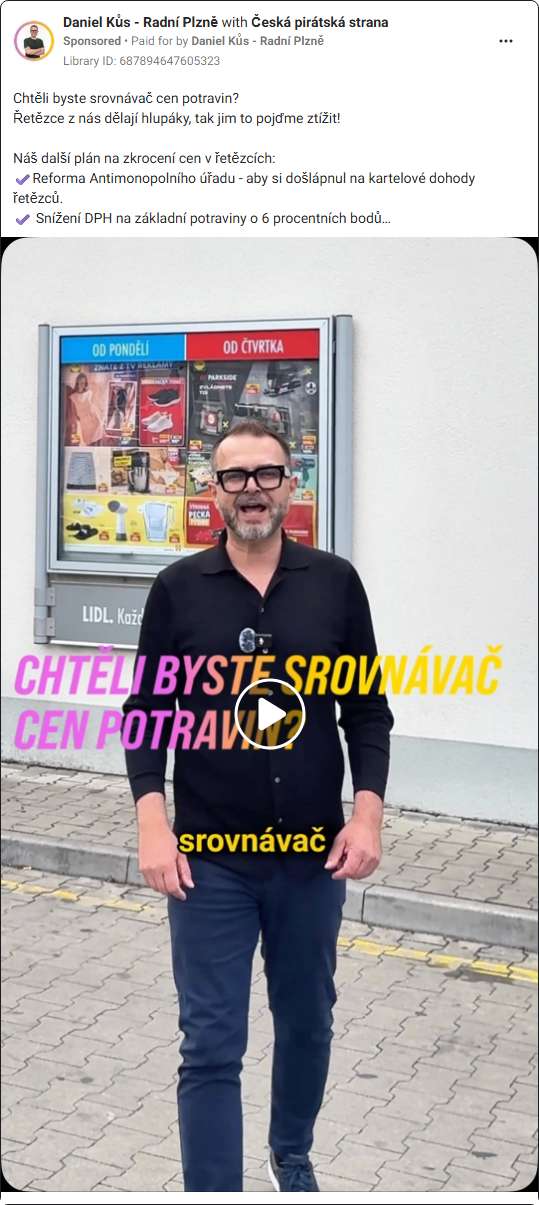 Daniel Kůs - Radní Plzně with Česká pirátská strana
Sponsored • Paid for by Daniel Kůs - Radní Plzně
Library ID: 687894647605323
Chtěli byste srovnávač cen potravin?
Řetězce z nás dělají hlupáky, tak jim to pojďme ztížit!
Náš další plán na zkrocení cen v řetězcích:
✔Reforma Antimonopolního úřadu - aby si došlápnul na kartelové dohody
řetězců.
✔ Snížení DPH na základní potraviny o 6 procentních bodů…
OD PONDĚLÍ
OD ČTVRTKA
ZNÁTE Z TV REKLAMY
PARKSIDE
VÝHODNÁ
PECKA
TÝDNE
LIDL. Každ
CHTĚLI BYSTE SROVNÁVAČ
CEN POTRAVIN?
srovnávač